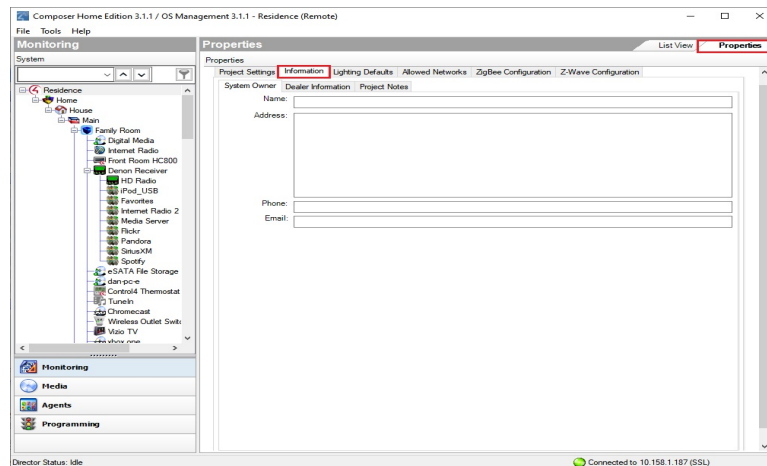 Composer Home Edition 3.1.1 / OS Management 3.1.1 - Residence (Remote)
File Tools Help
Monitoring
Properties
List View
Properties
System
Properties
Project Settings Information Lighting Defaults Allowed Networks ZigBee Configuration Z-Wave Configuration
System Owner Dealer Information Project Notes
Name:
Address:
Phone:
Email:
Residence
Home
House
Main
Family Room
Digital Media
Internet Radio
Front Room HC800
Denon Receiver
HD Radio
iPod_USB
Favorites
Internet Radio 2
Media Server
Flickr
Pandora
SiriusXM
Spotify
eSATA File Storage
dan-pc-e
Control4 Thermostat
TuneIn
Chromecast
Wireless Outlet Switc
Vizio TV
xbox one
Monitoring
Media
Agents
Programming
Director Status: Idle
Connected to 10.158.1.187 (SSL)